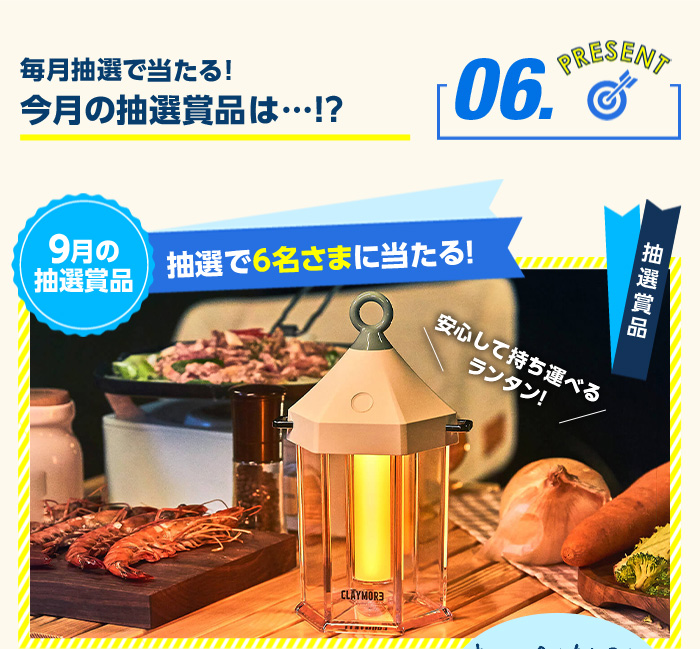 毎月抽選で当たる!
今月の抽選賞品は…!?
06.
PRESENT
9月の
抽選賞品
抽選で6名さまに当たる!
抽選賞品
安心して持ち運べる
ランタン!
CLAYMORE